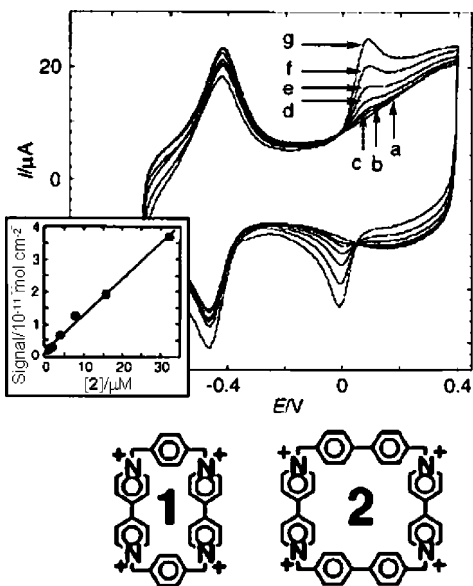 g
f
e
d
c
b
a
20
0
I/μA
-0.4
0
0.4
E/V
4
3
2
1
0
0 10 20 30
Signal/10⁻¹¹ mol cm⁻²
[2]/μM
+ + + +
N N N N
1 2
N N N N
+ + + +